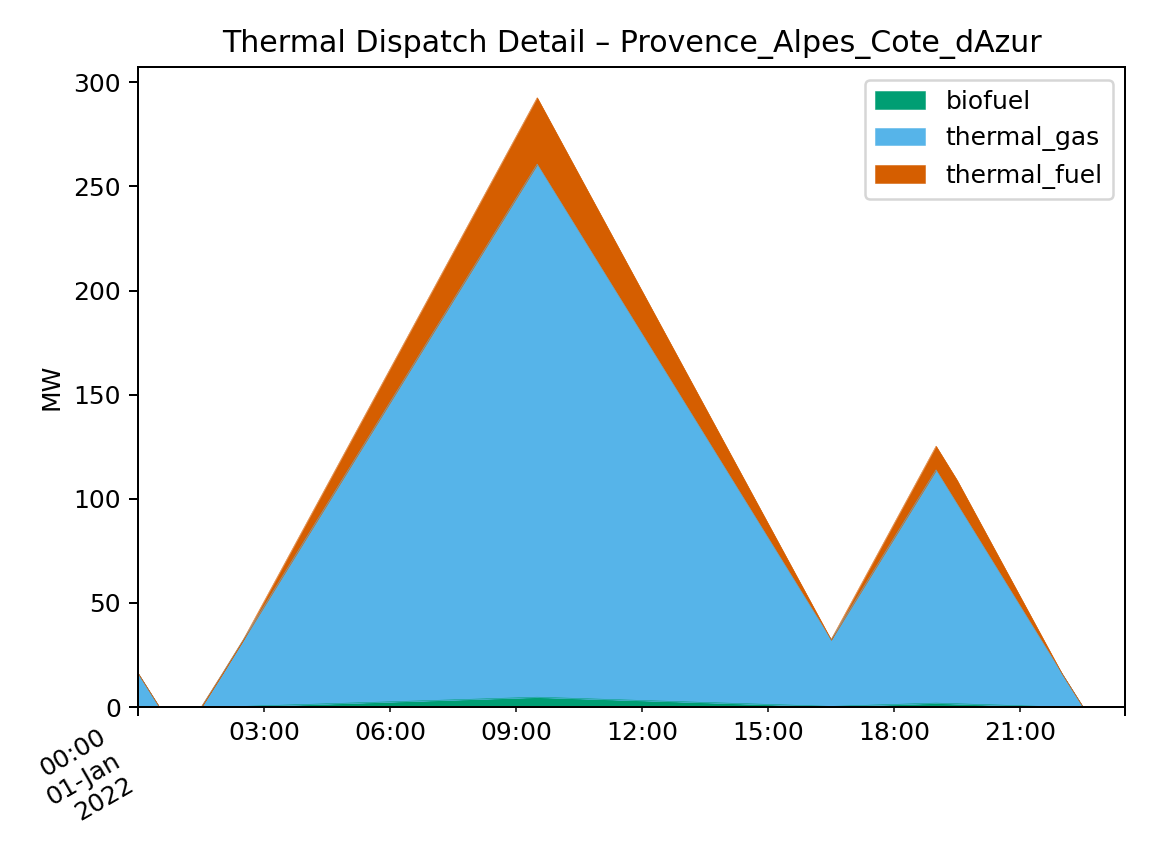 Thermal Dispatch Detail – Provence_Alpes_Cote_dAzur
biofuel
thermal_gas
thermal_fuel
MW
300
250
200
150
100
50
0
00:00
01-Jan
2022
03:00
06:00
09:00
12:00
15:00
18:00
21:00